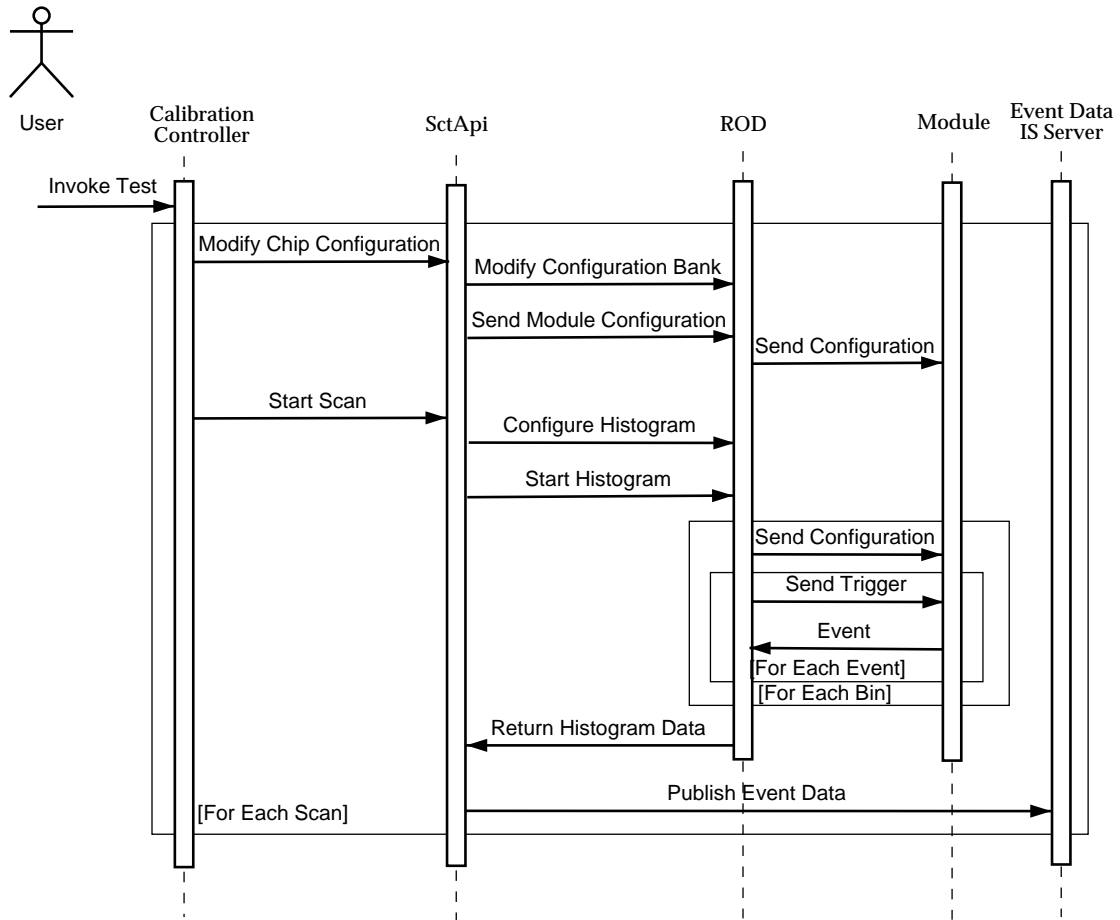 User
Calibration
Controller
SctApi
ROD
Module
Event Data
IS Server
Invoke Test
Modify Chip Configuration
Modify Configuration Bank
Send Module Configuration
Send Configuration
Start Scan
Configure Histogram
Start Histogram
Send Configuration
Send Trigger
Event
[For Each Event]
[For Each Bin]
Return Histogram Data
Publish Event Data
[For Each Scan]